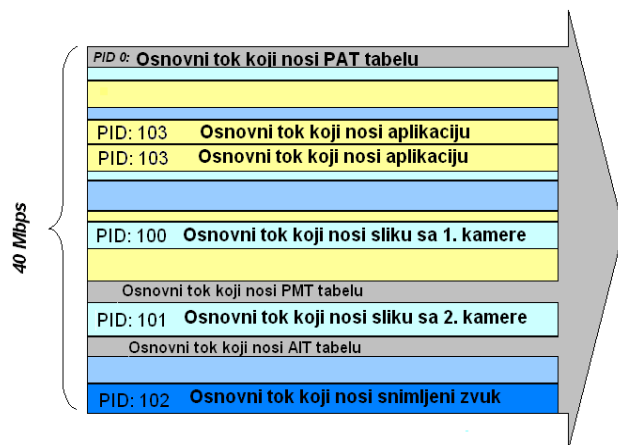 PID 0: Osnovni tok koji nosi PAT tabelu
PID: 103 Osnovni tok koji nosi aplikaciju
PID: 103 Osnovni tok koji nosi aplikaciju
PID: 100 Osnovni tok koji nosi sliku sa 1. kamere
Osnovni tok koji nosi PMT tabelu
PID: 101 Osnovni tok koji nosi sliku sa 2. kamere
Osnovni tok koji nosi AIT tabelu
PID: 102 Osnovni tok koji nosi snimljeni zvuk
40 Mbps